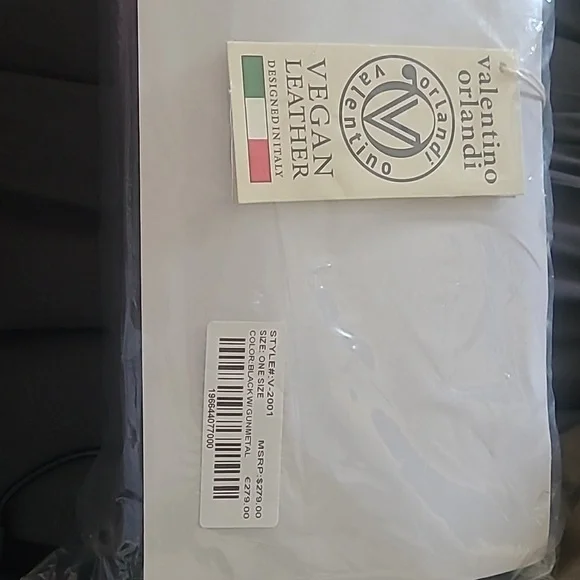 valentino
orlandi
orlandi
valentino
V
VEGAN
LEATHER
DESIGNED IN ITALY
STYLE#:V-2001
SIZE: ONE SIZE MSRP:$279.00
COLOR:BLACK W/GUNMETAL €279.00
196644077000